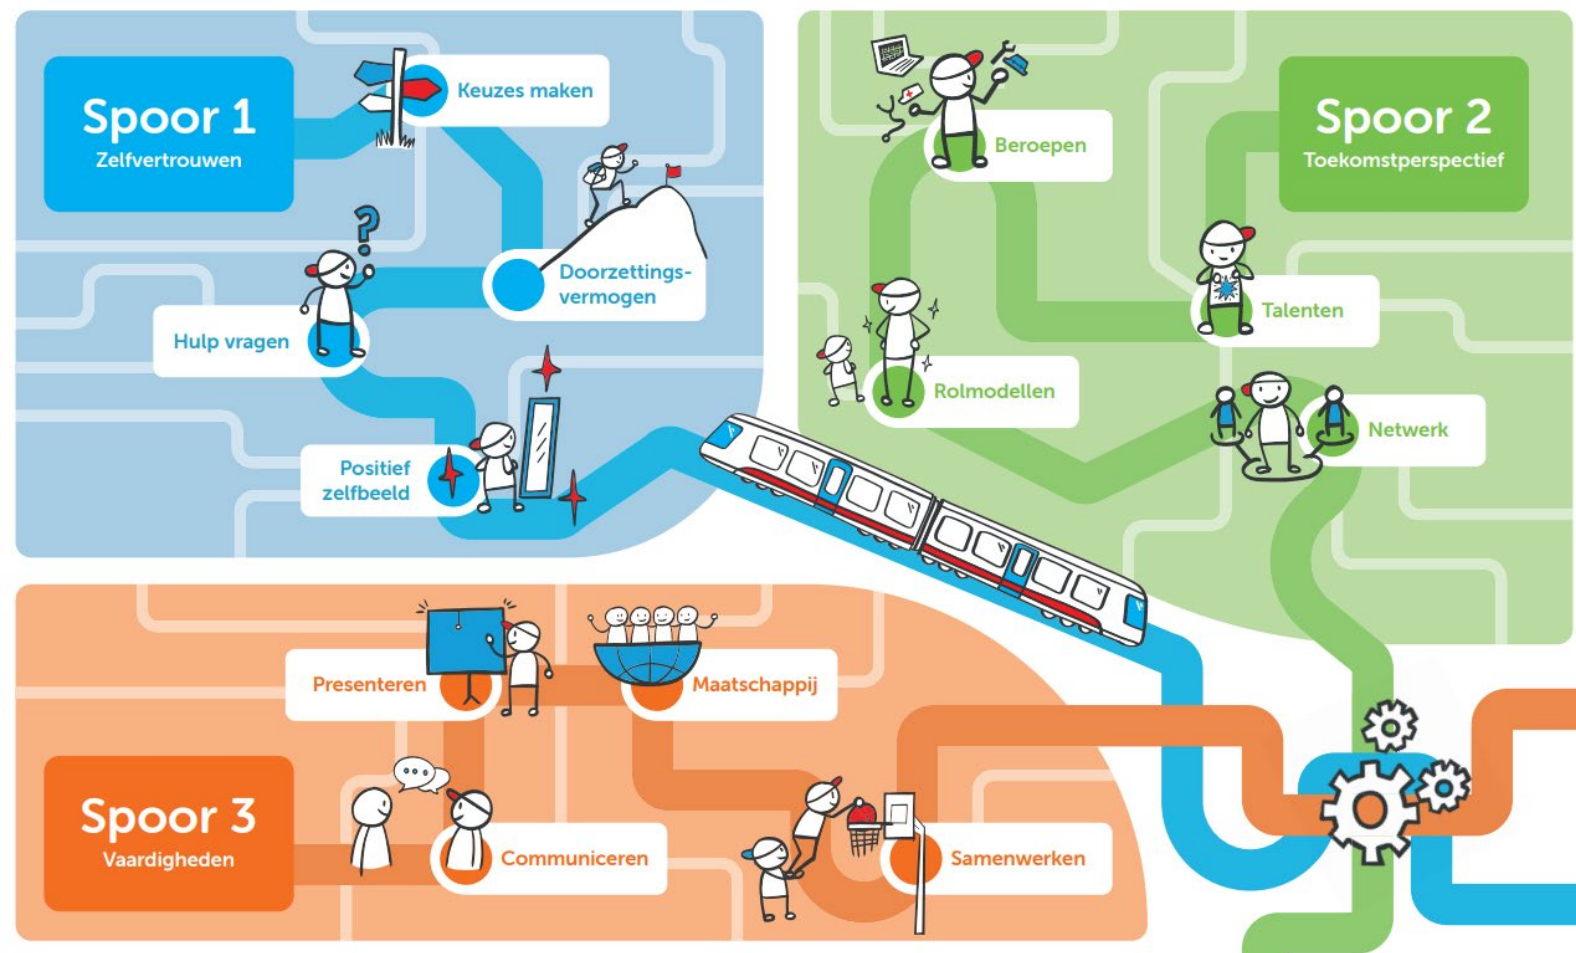 Spoor 1
Zelfvertrouwen
Keuzes maken
Doorzettings-
vermogen
Hulp vragen
Positief
zelfbeeld
Spoor 2
Toekomstperspectief
Talenten
Beroepen
Rolmodellen
Netwerk
Spoor 3
Vaardigheden
Communiceren
Presenteren
Maatschappij
Samenwerken